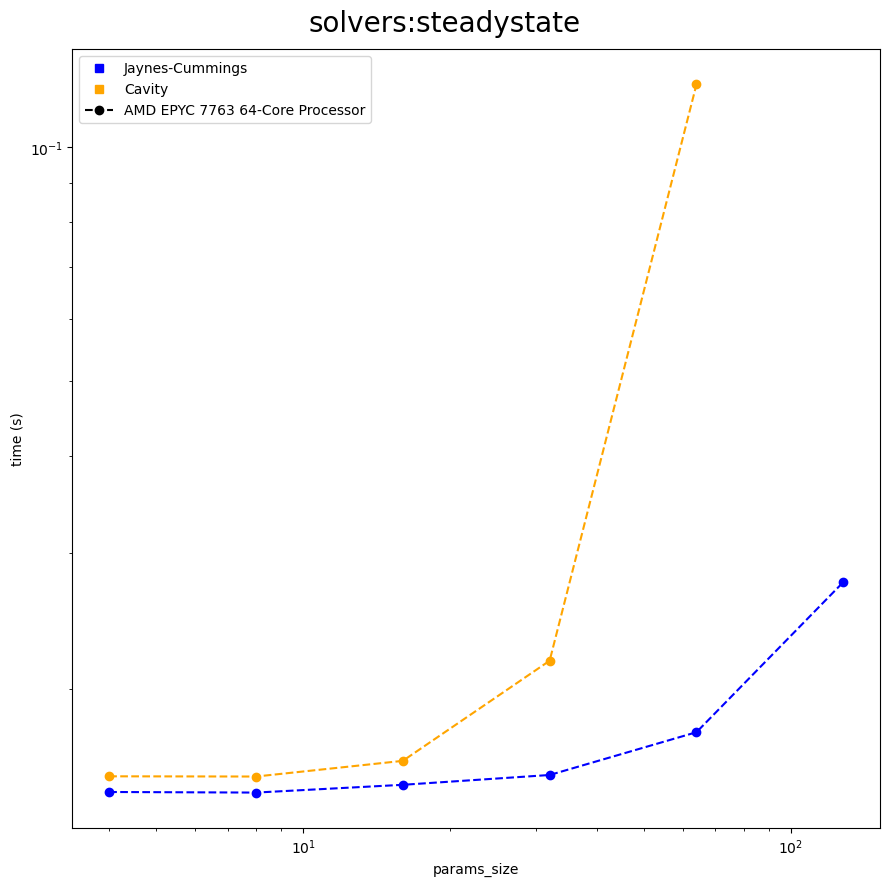 solvers:steadystate
Jaynes-Cummings
Cavity
AMD EPYC 7763 64-Core Processor
10⁻¹
time (s)
10¹
10²
params_size